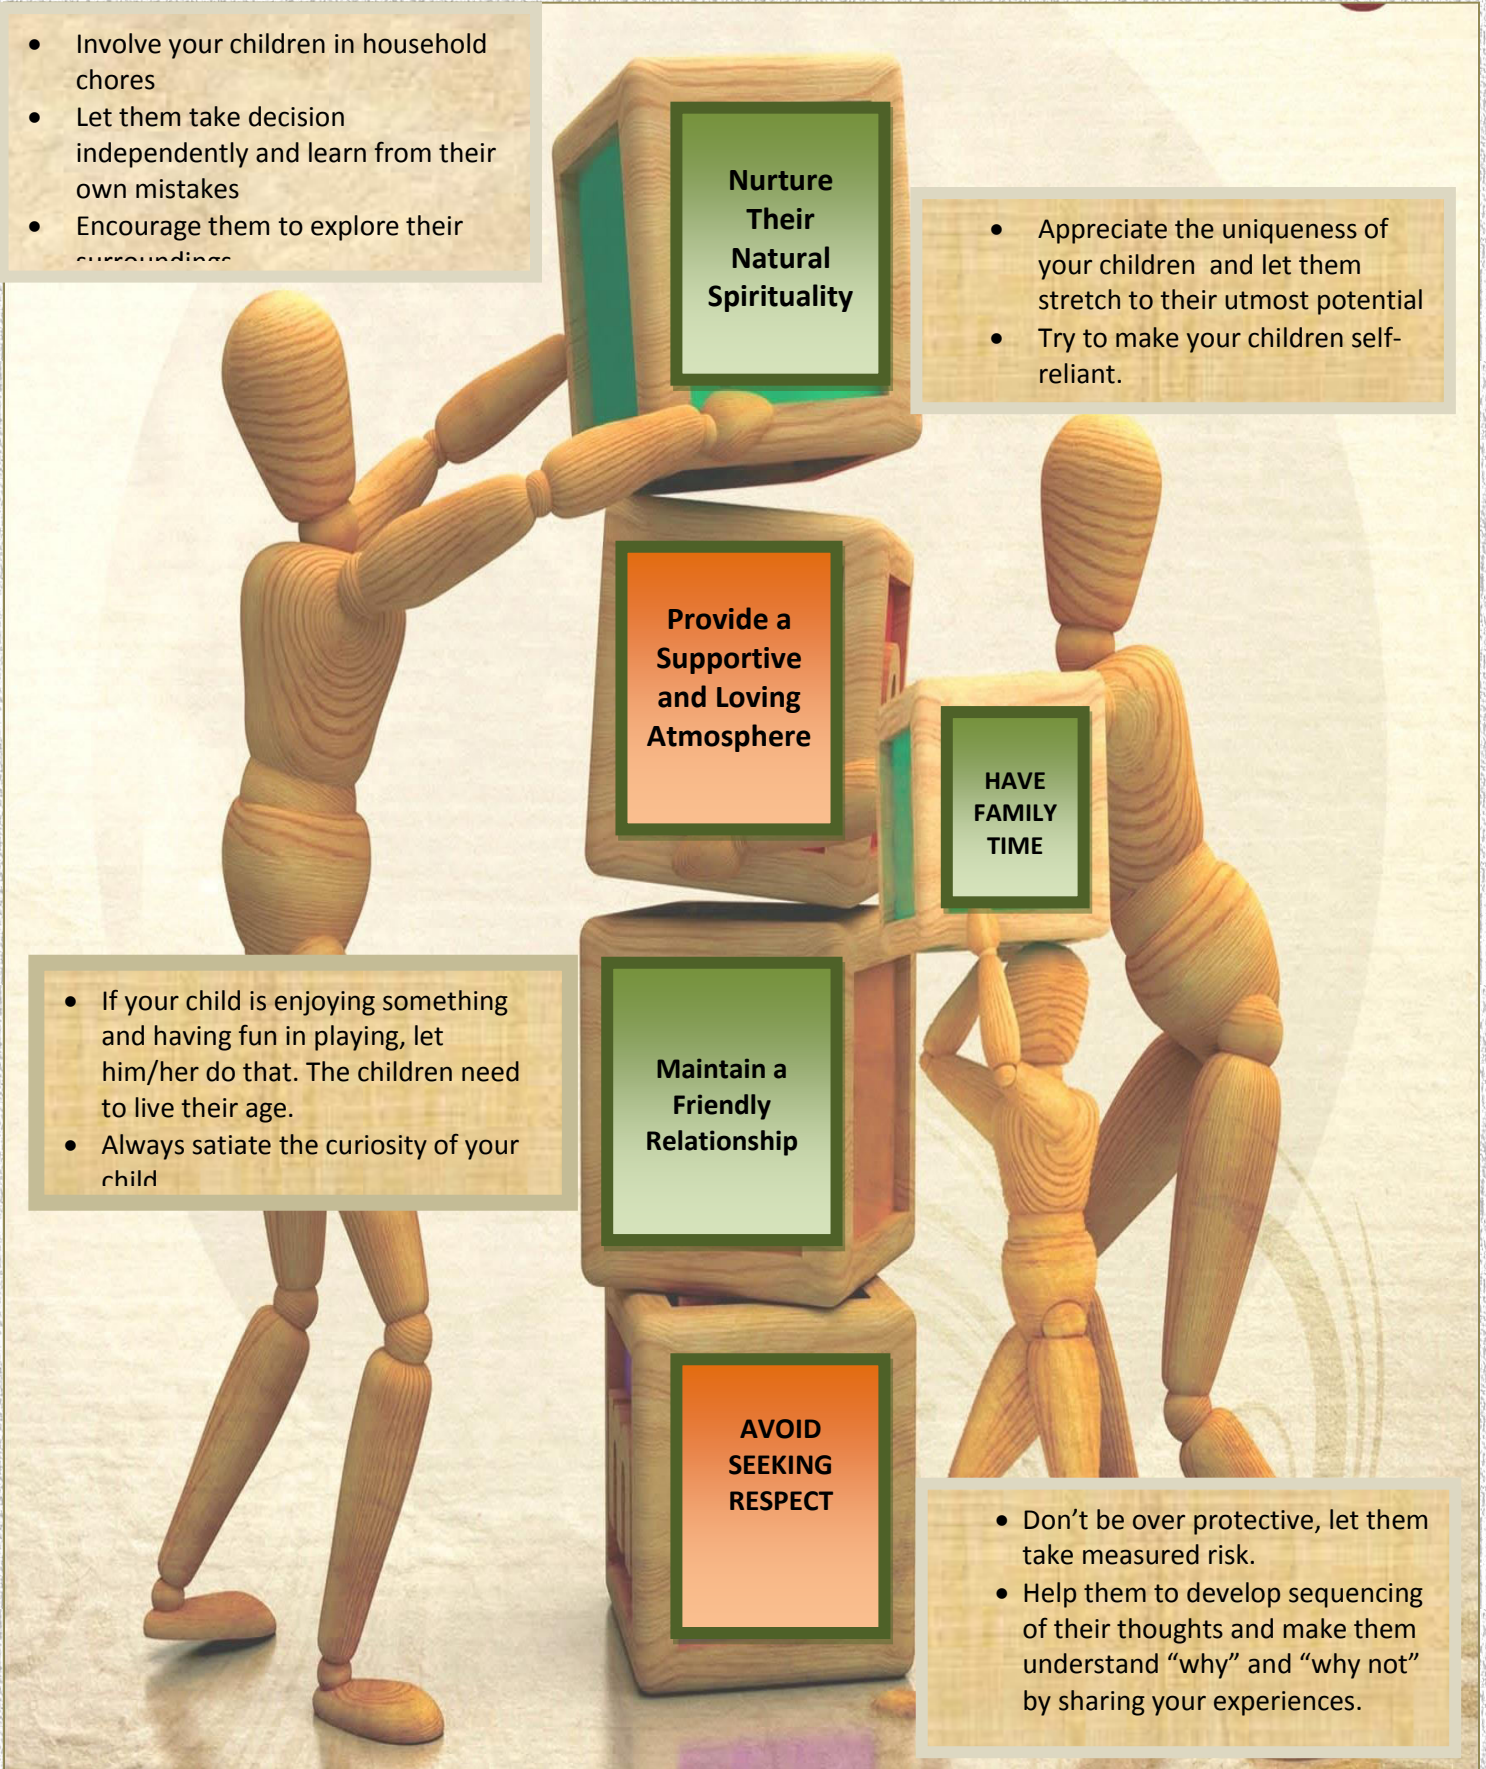 • Involve your children in household
chores
• Let them take decision
independently and learn from their
own mistakes
• Encourage them to explore their
surroundings
Nurture
Their
Natural
Spirituality
• Appreciate the uniqueness of
your children and let them
stretch to their utmost potential
• Try to make your children self-
reliant.
Provide a
Supportive
and Loving
Atmosphere
HAVE
FAMILY
TIME
• If your child is enjoying something
and having fun in playing, let
him/her do that. The children need
to live their age.
• Always satiate the curiosity of your
child
Maintain a
Friendly
Relationship
AVOID
SEEKING
RESPECT
• Don’t be over protective, let them
take measured risk.
• Help them to develop sequencing
of their thoughts and make them
understand “why” and “why not”
by sharing your experiences.